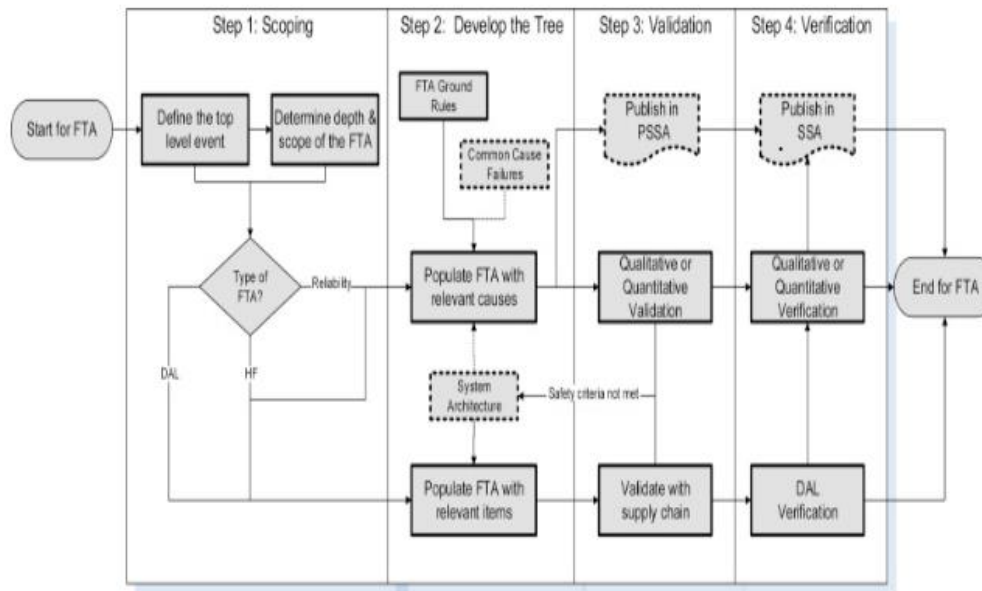 Step 1: Scoping
Step 2: Develop the Tree
Step 3: Validation
Step 4: Verification
Start for FTA
Define the top
level event
Determine depth &
scope of the FTA
FTA Ground
Rules
Common Cause
Failures
Publish in
PSSA
Publish in
SSA
Type of
FTA?
Reliability
Populate FTA with
relevant causes
Qualitative or
Quantitative
Validation
Qualitative or
Quantitative
Verification
End for FTA
DAL
HF
System
Architecture
Safety criteria not met
Populate FTA with
relevant items
Validate with
supply chain
DAL
Verification